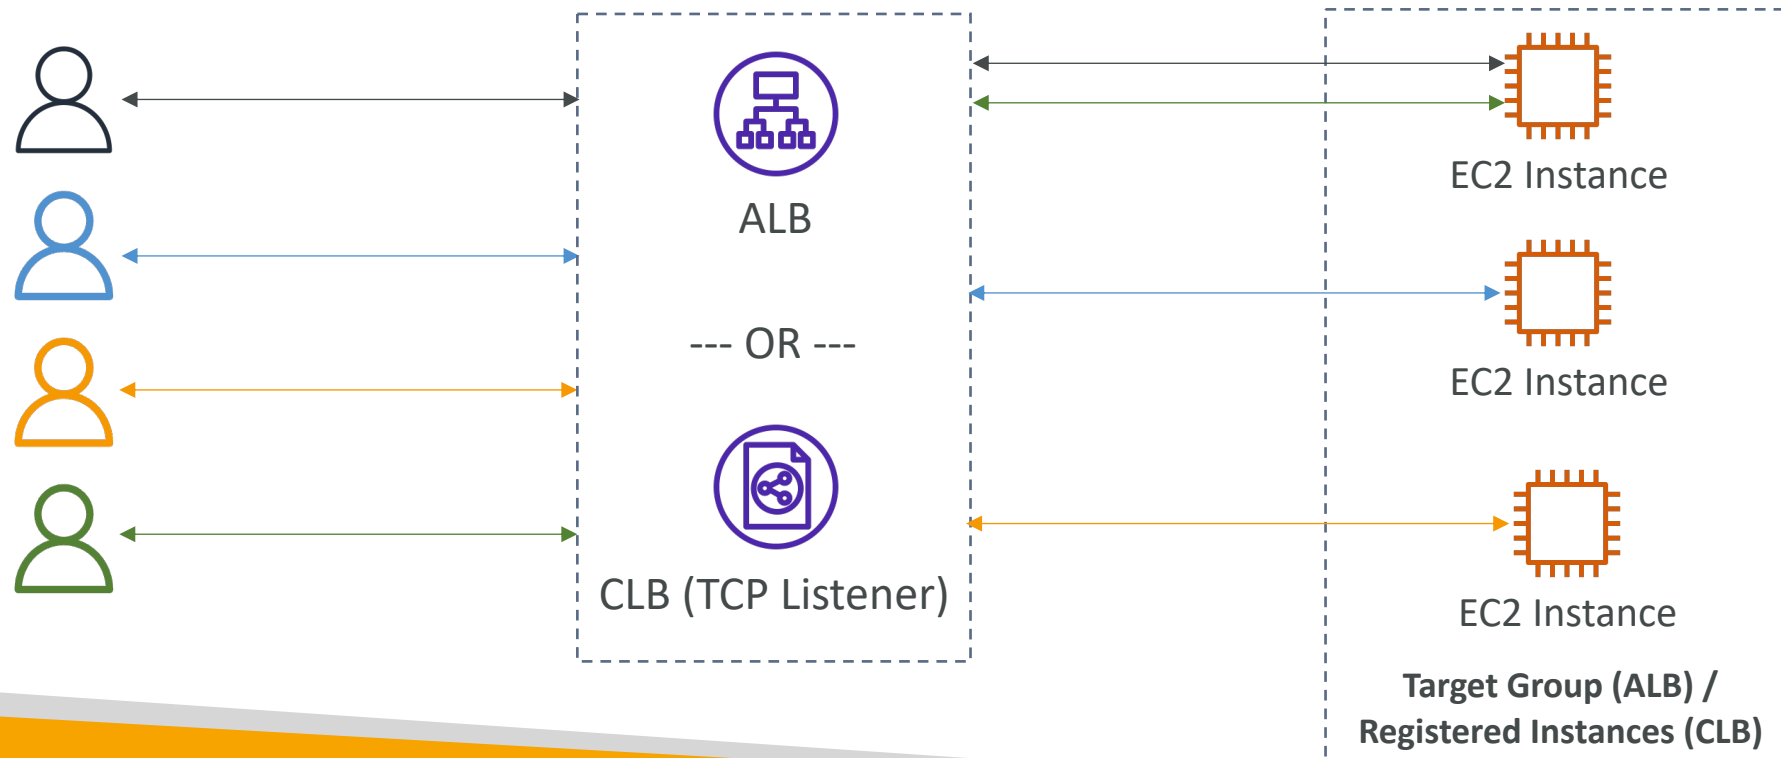 ALB
--- OR ---
CLB (TCP Listener)
EC2 Instance
EC2 Instance
EC2 Instance
Target Group (ALB) /
Registered Instances (CLB)